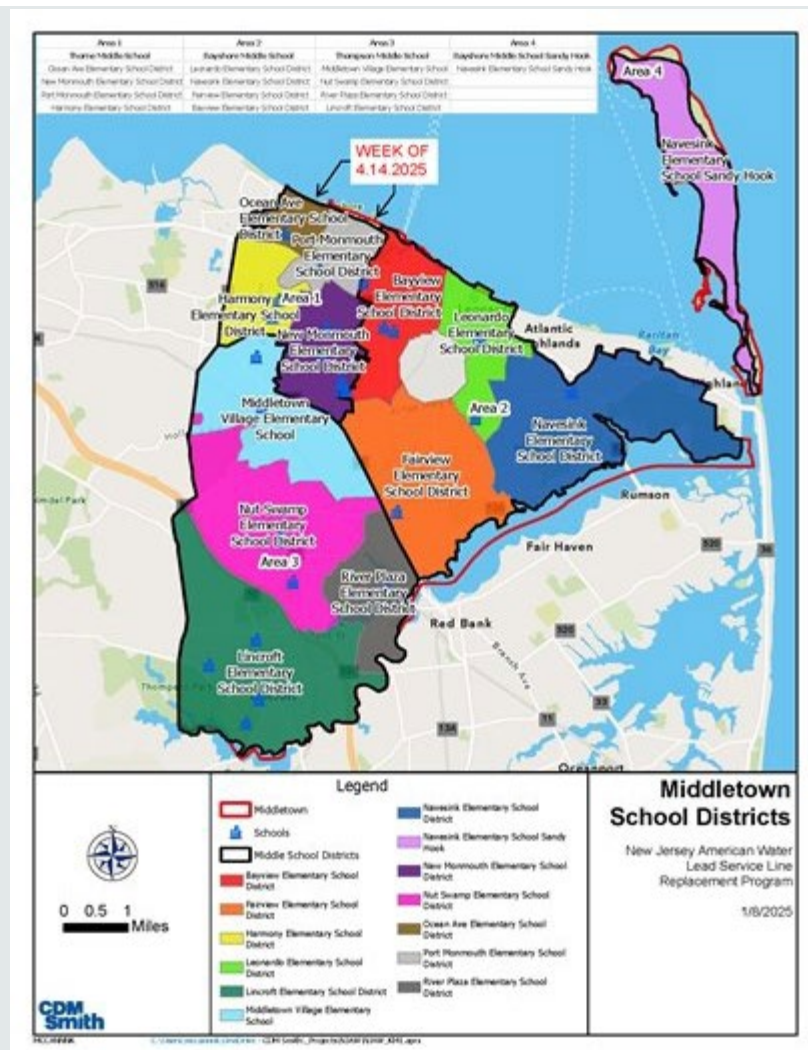 Area 1 Area 2 Area 3 Area 4
Thorne Middle School Bayshore Middle School Thompson Middle School Bayshore Middle School Sandy Hook
Ocean Ave Elementary School District Leonardo Elementary School District Middletown Village Elementary School Navesink Elementary School Sandy Hook
New Monmouth Elementary School District Navesink Elementary School District Nut Swamp Elementary School District
Port Monmouth Elementary School District Fairview Elementary School District River Plaza Elementary School District
Harmony Elementary School District Bayview Elementary School District Lincroft Elementary School District
Area 4
Navesink
Elementary
School Sandy Hook
WEEK OF
4.14.2025
Ocean Ave
Elementary School
District
Port Monmouth
Elementary
School District
Harmony
Elementary School
District
Area 1
New Monmouth
Elementary
School District
Bayview
Elementary
School District
Leonardo
Elementary
School District
Atlantic
Raritan
Bay
Middletown
Village Elementary
School
Area 2
Navesink
Elementary
School District
Fairview
Elementary
School District
Nut Swamp
Elementary
School District
Area 3
River Plaza
Elementary
School District
Lincroft
Elementary
School District
Rumson
Fair Haven
Red Bank
Branch Ave
520
36
520
33
11
Oceanport
Legend
Middletown
Schools
Middle School Districts
Bayview Elementary School
District
Fairview Elementary School
District
Harmony Elementary School
District
Leonardo Elementary School
District
Lincroft Elementary School District
Middletown Village Elementary
School
Navesink Elementary School
District
Navesink Elementary School Sandy
Hook
New Monmouth Elementary School
District
Nut Swamp Elementary School
District
Ocean Ave Elementary School
District
Port Monmouth Elementary School
District
River Plaza Elementary School
District
0 0.5 1
Miles
CDM
Smith
Middletown
School Districts
New Jersey American Water
Lead Service Line
Replacement Program
1/8/2025